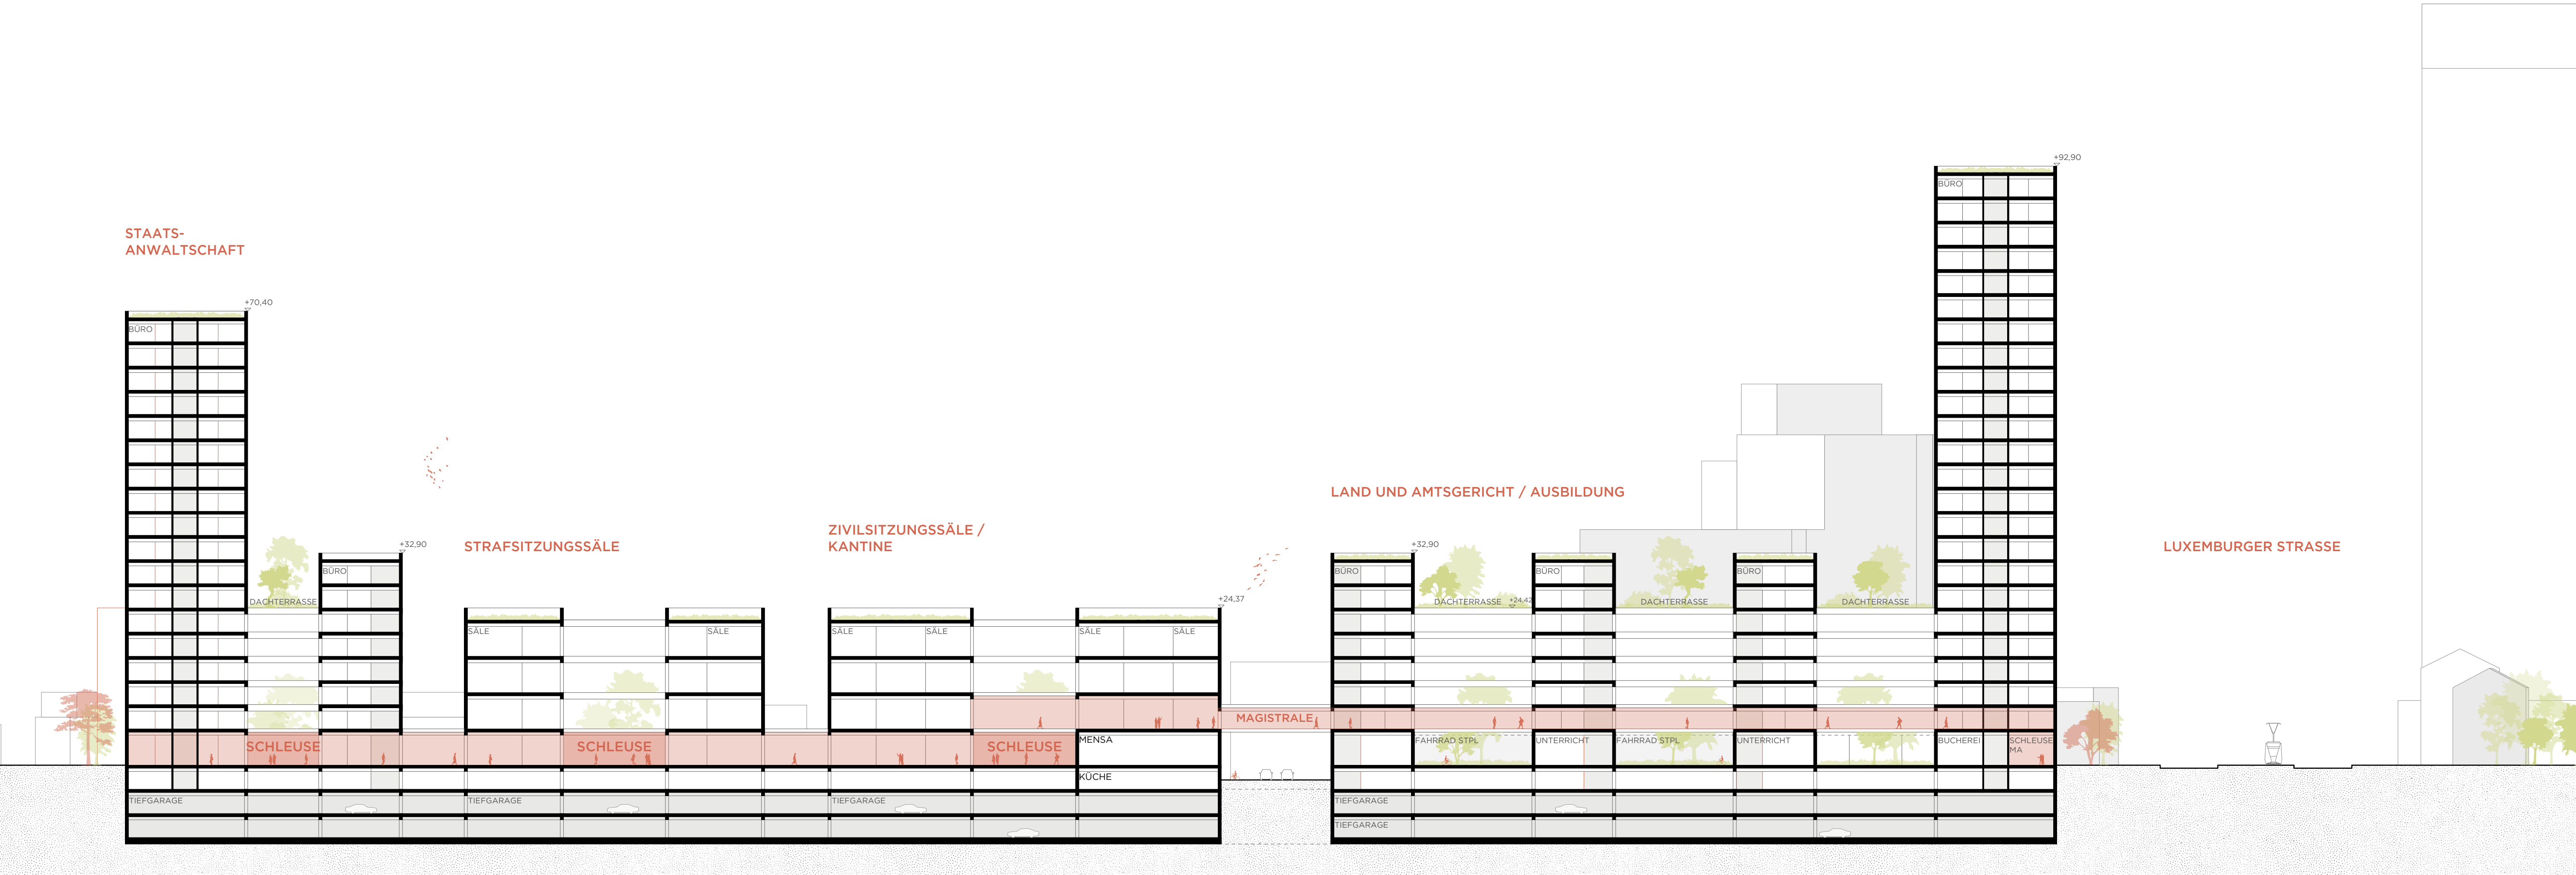 STAATS-
ANWALTSCHAFT
+70,40
BÜRO
DACHTERRASSE
+32,90
BÜRO
STRAFSITZUNGSSÄLE
SÄLE
SÄLE
ZIVILSITZUNGSSÄLE /
KANTINE
SÄLE
SÄLE
SÄLE
SÄLE
+24,37
LAND UND AMTSGERICHT / AUSBILDUNG
+32,90
BÜRO
DACHTERRASSE
+24,42
BÜRO
DACHTERRASSE
BÜRO
DACHTERRASSE
+92,90
BÜRO
LUXEMBURGER STRASSE
MAGISTRALE
SCHLEUSE
SCHLEUSE
SCHLEUSE
MENSA
KÜCHE
FAHRRAD STPL
UNTERRICHT
FAHRRAD STPL
UNTERRICHT
BÜCHEREI
SCHLEUSE
MA
TIEFGARAGE
TIEFGARAGE
TIEFGARAGE
TIEFGARAGE
TIEFGARAGE